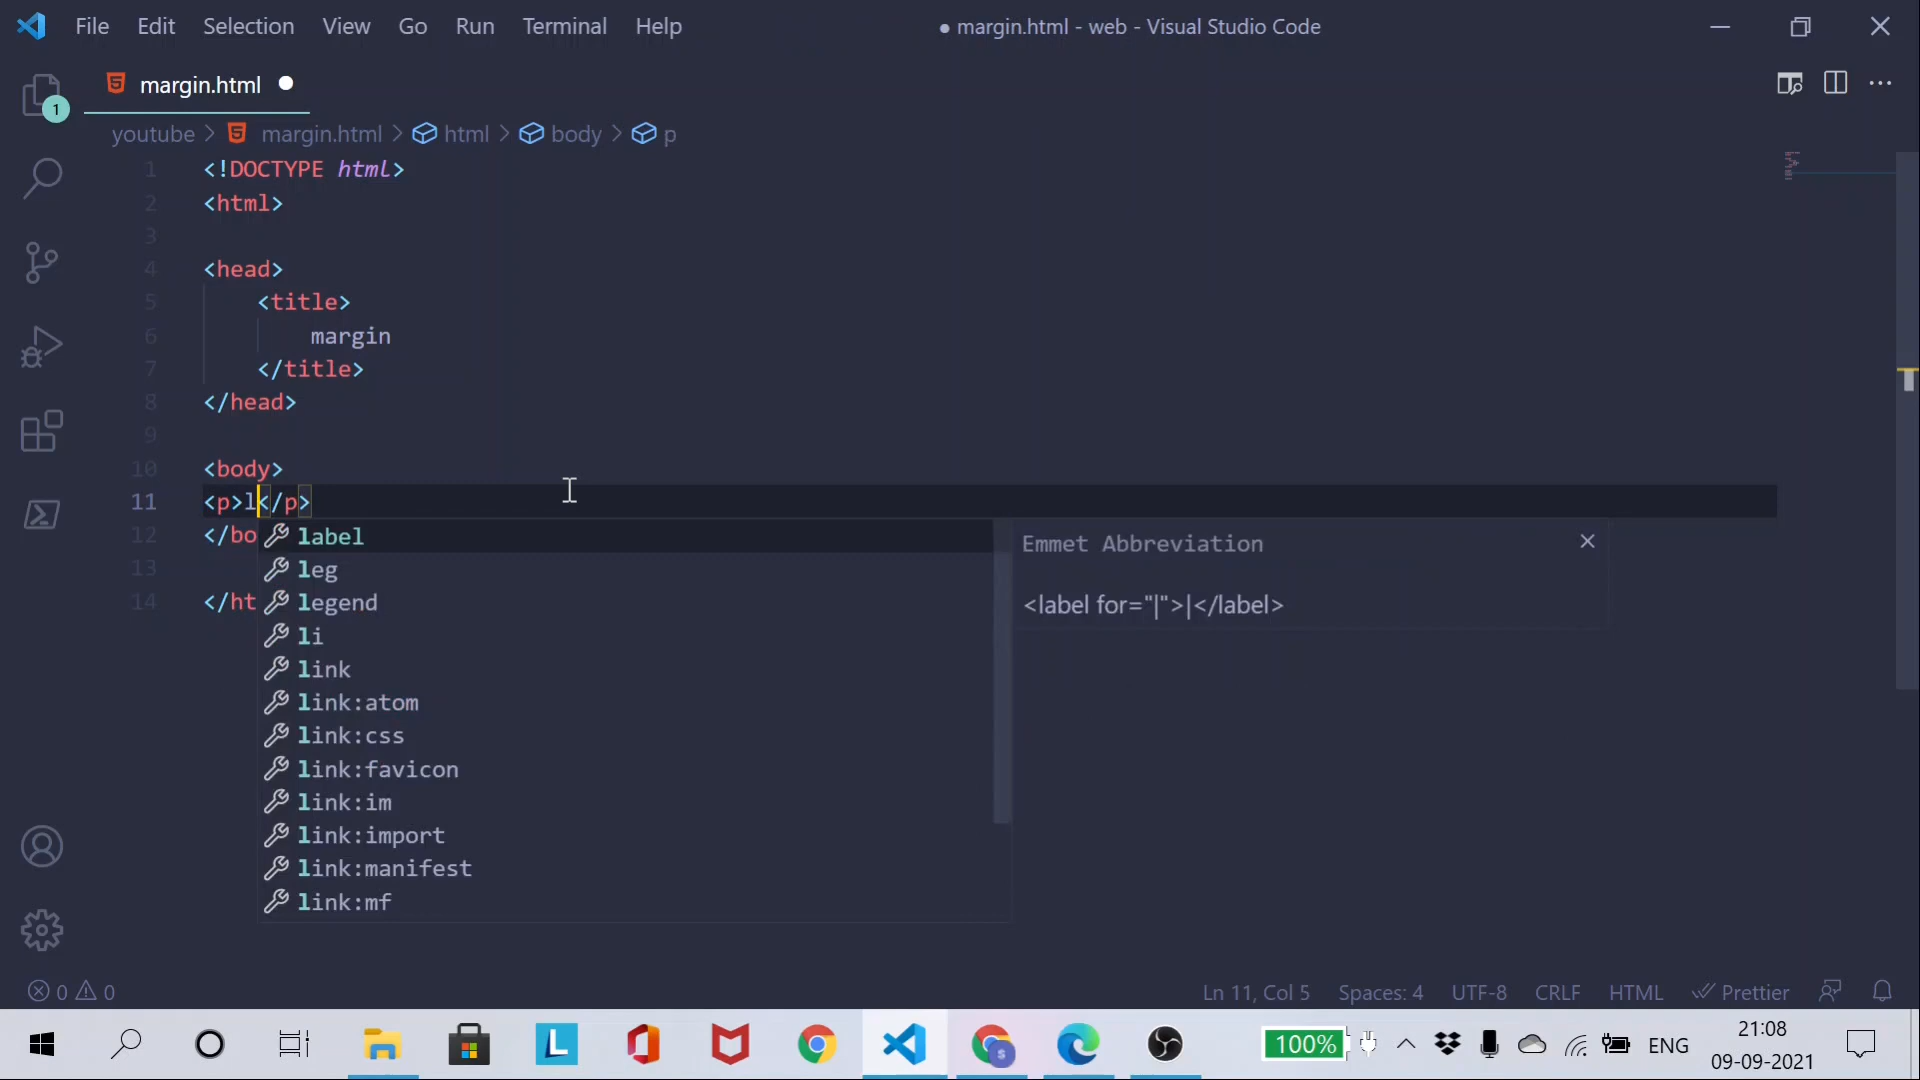 File Edit Selection View Go Run Terminal Help
● margin.html - web - Visual Studio Code
1
margin.html ●
youtube > margin.html > html > body > p
1 <!DOCTYPE html>
2 <html>
3
4 <head>
5 <title>
6 margin
7 </title>
8 </head>
9
10 <body>
11 <p>l</p>
12 </bo
13
14 </ht
label
leg
legend
li
link
link:atom
link:css
link:favicon
link:im
link:import
link:manifest
link:mf
Emmet Abbreviation
<label for="|">|</label>
0 0
Ln 11, Col 5 Spaces: 4 UTF-8 CRLF HTML Prettier
L s 100% ENG
21:08
09-09-2021